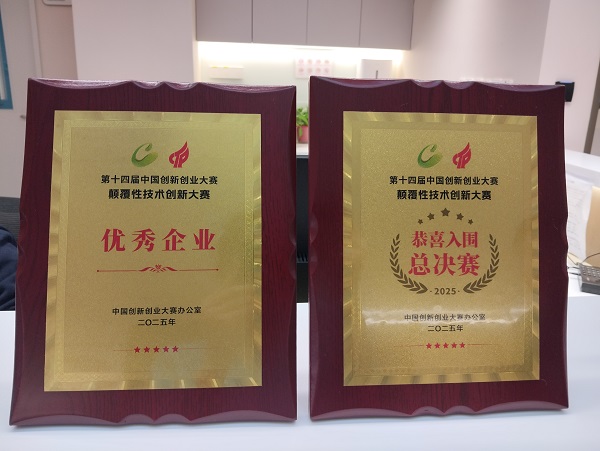 第十四届中国创新创业大赛
颠覆性技术创新大赛
优秀企业
中国创新创业大赛办公室
二〇二五年
第十四届中国创新创业大赛
颠覆性技术创新大赛
恭喜入围
总决赛
·2025·
中国创新创业大赛办公室
二〇二五年